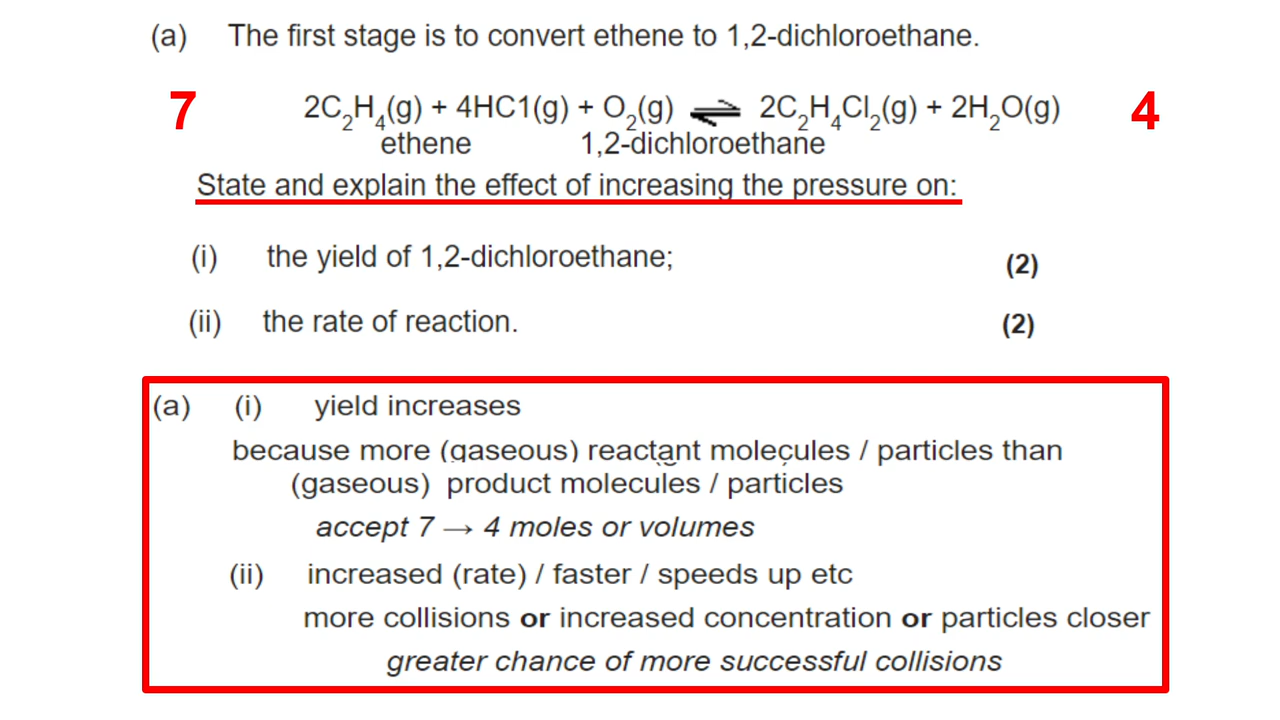 (a) The first stage is to convert ethene to 1,2-dichloroethane.
7 2C₂H₄(g) + 4HC1(g) + O₂(g) ⇌ 2C₂H₄Cl₂(g) + 2H₂O(g) 4
ethene 1,2-dichloroethane
State and explain the effect of increasing the pressure on:
(i) the yield of 1,2-dichloroethane; (2)
(ii) the rate of reaction. (2)
(a) (i) yield increases
because more (gaseous) reactant molecules / particles than
(gaseous) product molecules / particles
accept 7 → 4 moles or volumes
(ii) increased (rate) / faster / speeds up etc
more collisions or increased concentration or particles closer
greater chance of more successful collisions